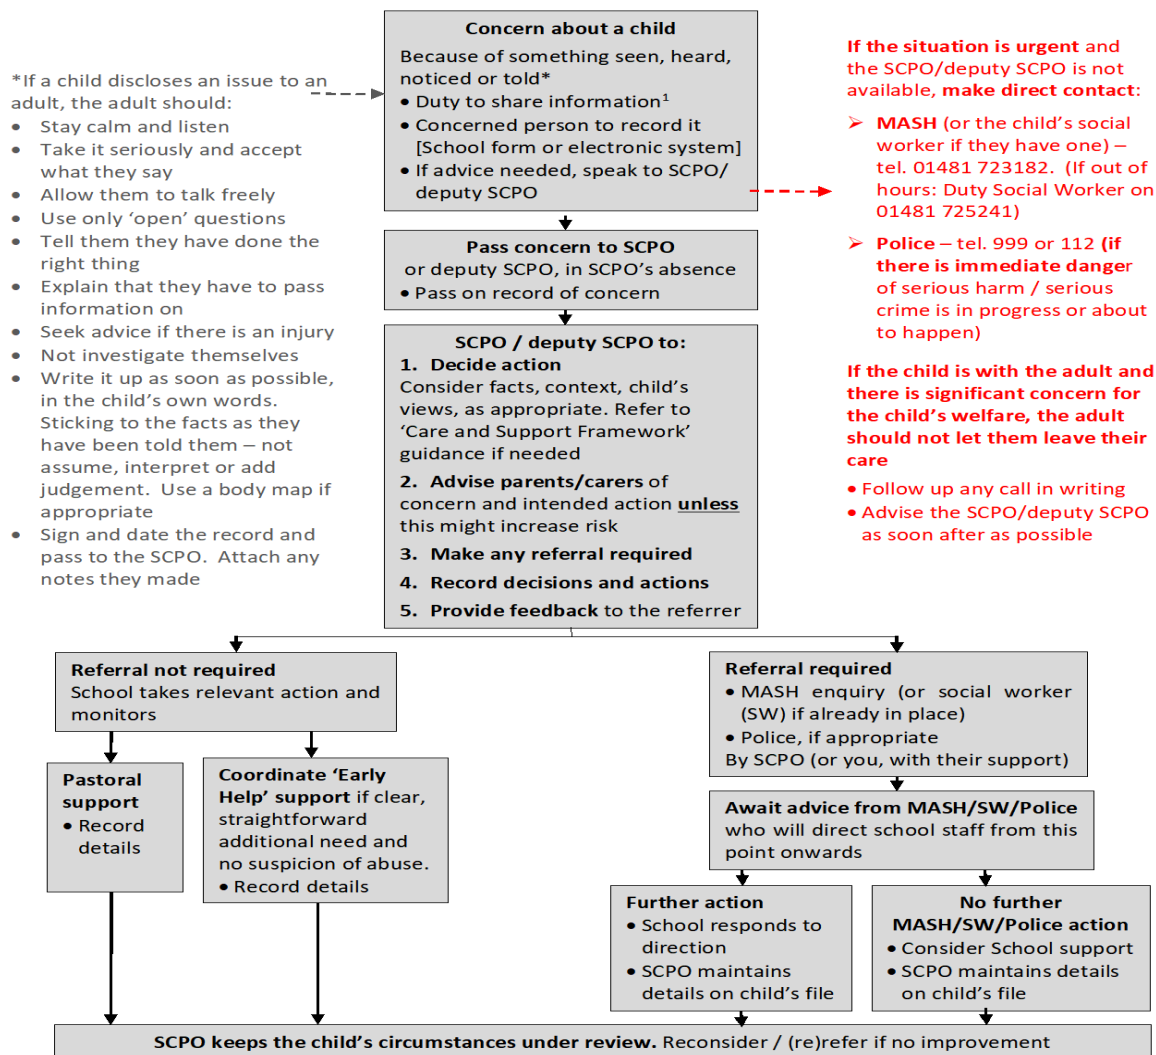 Concern about a child
Because of something seen, heard,
noticed or told*
• Duty to share information¹
• Concerned person to record it
[School form or electronic system]
• If advice needed, speak to SCPO/
deputy SCPO
*If a child discloses an issue to an
adult, the adult should:
• Stay calm and listen
• Take it seriously and accept
what they say
• Allow them to talk freely
• Use only ‘open’ questions
• Tell them they have done the
right thing
• Explain that they have to pass
information on
• Seek advice if there is an injury
• Not investigate themselves
• Write it up as soon as possible,
in the child’s own words.
Sticking to the facts as they
have been told them – not
assume, interpret or add
judgement. Use a body map if
appropriate
• Sign and date the record and
pass to the SCPO. Attach any
notes they made
If the situation is urgent and
the SCPO/deputy SCPO is not
available, make direct contact:
➢ MASH (or the child’s social
worker if they have one) –
tel. 01481 723182. (If out of
hours: Duty Social Worker on
01481 725241)
➢ Police – tel. 999 or 112 (if
there is immediate danger
of serious harm / serious
crime is in progress or about
to happen)
If the child is with the adult and
there is significant concern for
the child’s welfare, the adult
should not let them leave their
care
• Follow up any call in writing
• Advise the SCPO/deputy SCPO
as soon after as possible
Pass concern to SCPO
or deputy SCPO, in SCPO’s absence
• Pass on record of concern
SCPO / deputy SCPO to:
1. Decide action
Consider facts, context, child’s
views, as appropriate. Refer to
‘Care and Support Framework’
guidance if needed
2. Advise parents/carers of
concern and intended action unless
this might increase risk
3. Make any referral required
4. Record decisions and actions
5. Provide feedback to the referrer
Referral not required
School takes relevant action and
monitors
Pastoral
support
• Record
details
Coordinate ‘Early
Help’ support if clear,
straightforward
additional need and
no suspicion of abuse.
• Record details
Referral required
• MASH enquiry (or social worker
(SW) if already in place)
• Police, if appropriate
By SCPO (or you, with their support)
Await advice from MASH/SW/Police
who will direct school staff from this
point onwards
Further action
• School responds to
direction
• SCPO maintains
details on child’s file
No further
MASH/SW/Police action
• Consider School support
• SCPO maintains details
on child’s file
SCPO keeps the child’s circumstances under review. Reconsider / (re)refer if no improvement